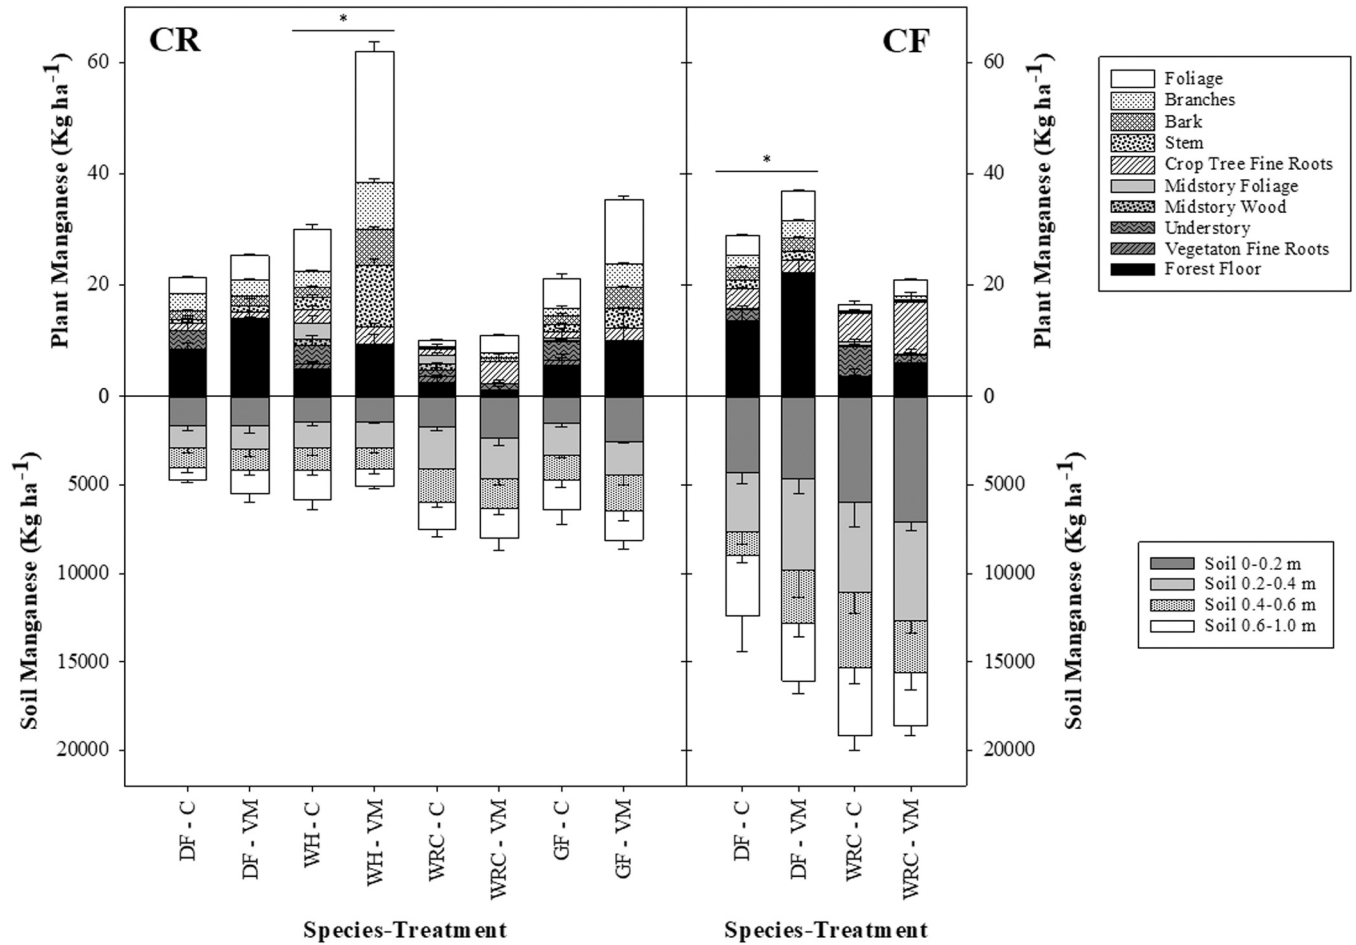 CR
*
CF
*
Plant Manganese (Kg ha⁻¹)
60
40
20
0
Soil Manganese (Kg ha⁻¹)
5000
10000
15000
20000
60
40
20
0
Plant Manganese (Kg ha⁻¹)
5000
10000
15000
20000
Soil Manganese (Kg ha⁻¹)
Foliage
Branches
Bark
Stem
Crop Tree Fine Roots
Midstory Foliage
Midstory Wood
Understory
Vegetaton Fine Roots
Forest Floor
Soil 0-0.2 m
Soil 0.2-0.4 m
Soil 0.4-0.6 m
Soil 0.6-1.0 m
DF - C
DF - VM
WH - C
WH - VM
WRC - C
WRC - VM
GF - C
GF - VM
DF - C
DF - VM
WRC - C
WRC - VM
Species-Treatment
Species-Treatment